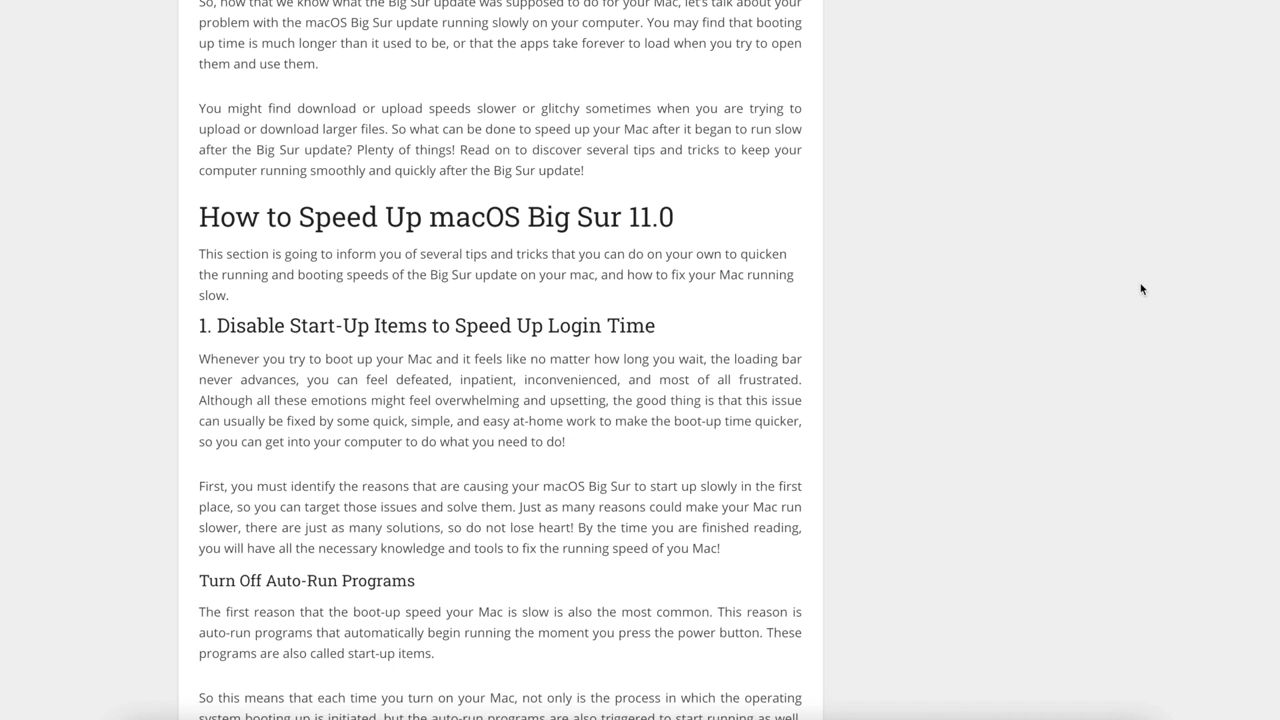 So, now that we know what the Big Sur update was supposed to do for your Mac, let's talk about your
problem with the macOS Big Sur update running slowly on your computer. You may find that booting
up time is much longer than it used to be, or that the apps take forever to load when you try to open
them and use them.
You might find download or upload speeds slower or glitchy sometimes when you are trying to
upload or download larger files. So what can be done to speed up your Mac after it began to run slow
after the Big Sur update? Plenty of things! Read on to discover several tips and tricks to keep your
computer running smoothly and quickly after the Big Sur update!
How to Speed Up macOS Big Sur 11.0
This section is going to inform you of several tips and tricks that you can do on your own to quicken
the running and booting speeds of the Big Sur update on your mac, and how to fix your Mac running
slow.
1. Disable Start-Up Items to Speed Up Login Time
Whenever you try to boot up your Mac and it feels like no matter how long you wait, the loading bar
never advances, you can feel defeated, inpatient, inconvenienced, and most of all frustrated.
Although all these emotions might feel overwhelming and upsetting, the good thing is that this issue
can usually be fixed by some quick, simple, and easy at-home work to make the boot-up time quicker,
so you can get into your computer to do what you need to do!
First, you must identify the reasons that are causing your macOS Big Sur to start up slowly in the first
place, so you can target those issues and solve them. Just as many reasons could make your Mac run
slower, there are just as many solutions, so do not lose heart! By the time you are finished reading,
you will have all the necessary knowledge and tools to fix the running speed of you Mac!
Turn Off Auto-Run Programs
The first reason that the boot-up speed your Mac is slow is also the most common. This reason is
auto-run programs that automatically begin running the moment you press the power button. These
programs are also called start-up items.
So this means that each time you turn on your Mac, not only is the process in which the operating
system booting up is initiated, but the auto-run programs are also triggered to start running as well.